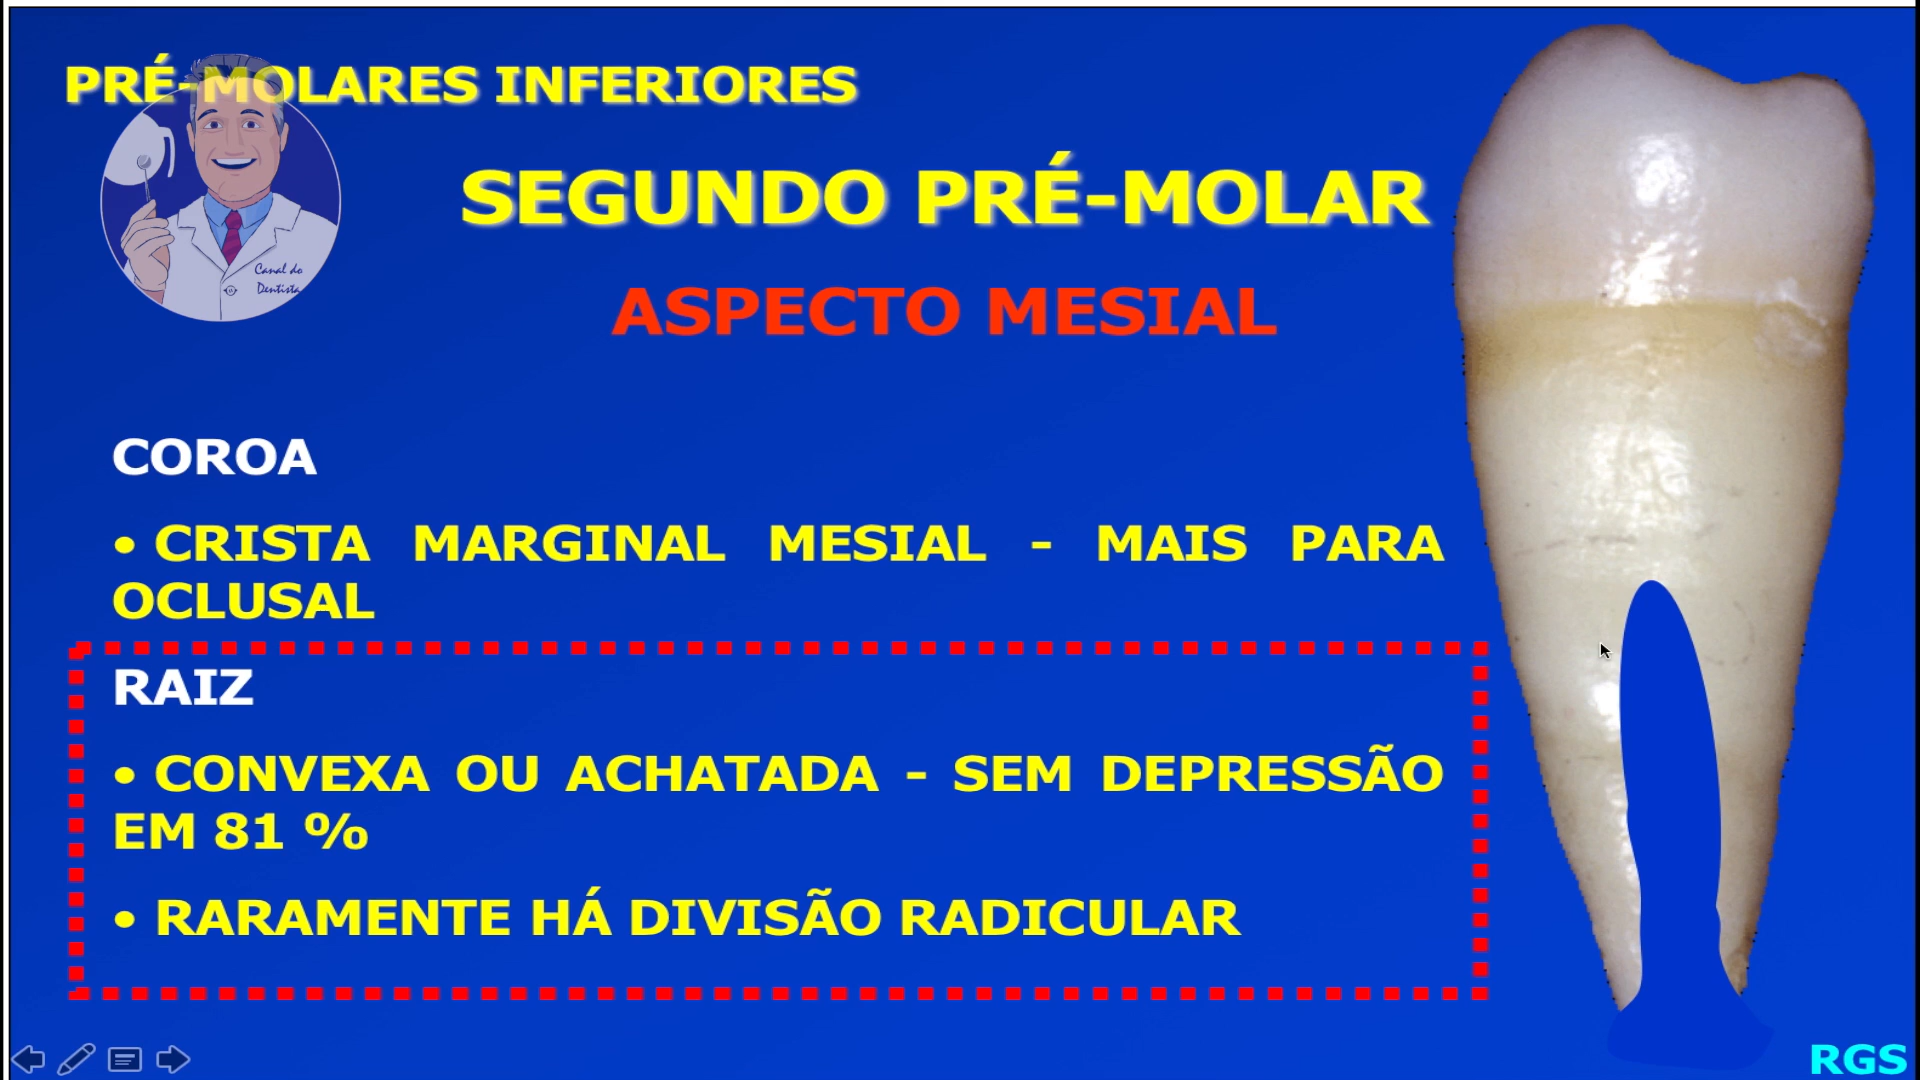 PRÉ-MOLARES INFERIORES
SEGUNDO PRÉ-MOLAR
ASPECTO MESIAL
Canal do
Dentista
COROA
• CRISTA MARGINAL MESIAL - MAIS PARA
OCLUSAL
RAIZ
• CONVEXA OU ACHATADA - SEM DEPRESSÃO
EM 81 %
• RARAMENTE HÁ DIVISÃO RADICULAR
RGS